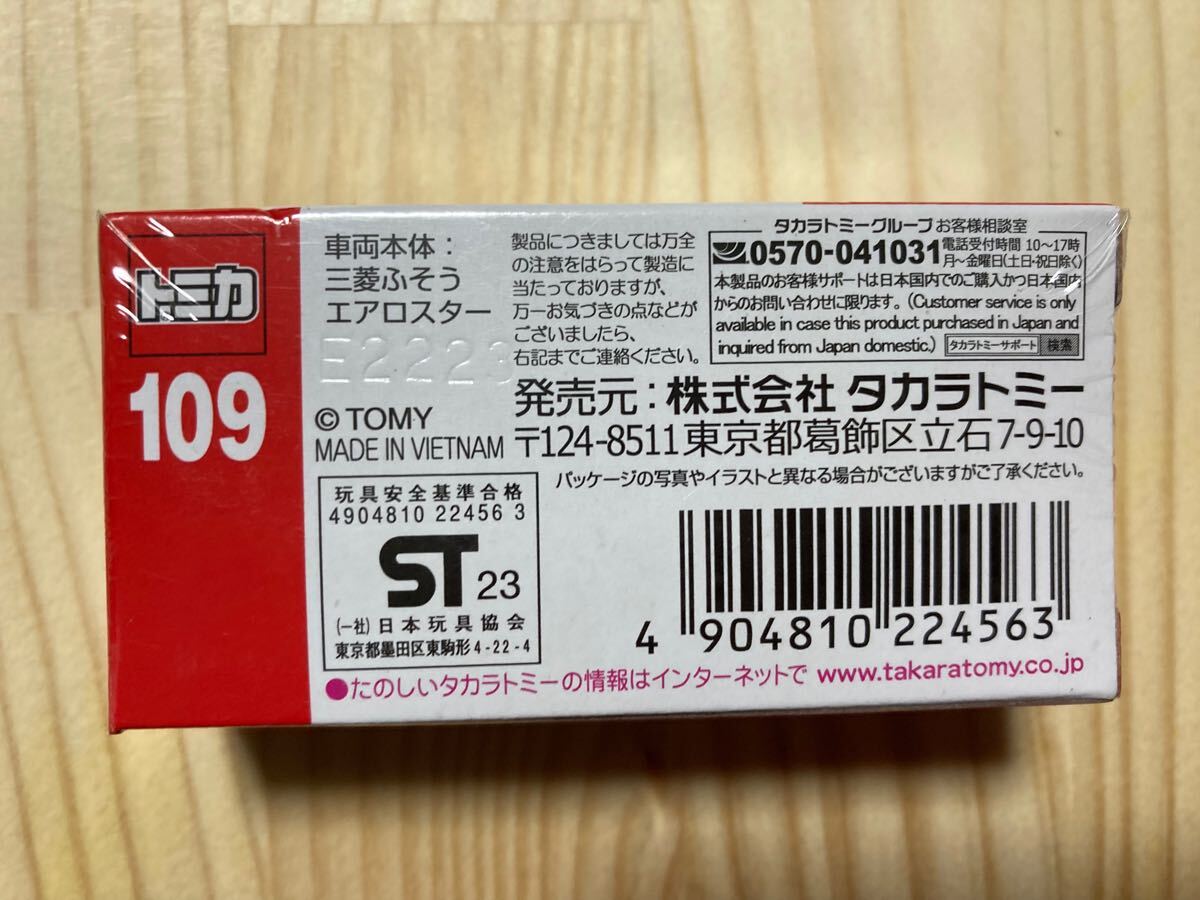 トミカ
109
車両本体：
三菱ふそう
エアロスター
E2223
© TOMY
MADE IN VIETNAM
製品につきましては万全
の注意をはらって製造に
当たっておりますが、
万一お気づきの点などが
ございましたら、
右記までご連絡ください。
タカラトミーグループ お客様相談室
0570-041031 電話受付時間 10～17時
月～金曜日(土日・祝日除く)
本製品のお客様サポートは日本国内でのご購入かつ日本国内
からのお問い合わせに限ります。(Customer service is only
available in case this product purchased in Japan and
inquired from Japan domestic.) タカラトミーサポート 検索
発売元：株式会社 タカラトミー
〒124-8511 東京都葛飾区立石7-9-10
パッケージの写真やイラストと異なる場合がございますがご了承ください。
玩具安全基準合格
4904810 22456 3
ST 23
(一社) 日本玩具協会
東京都墨田区東駒形4-22-4
4 904810 224563
●たのしいタカラトミーの情報はインターネットで www.takaratomy.co.jp